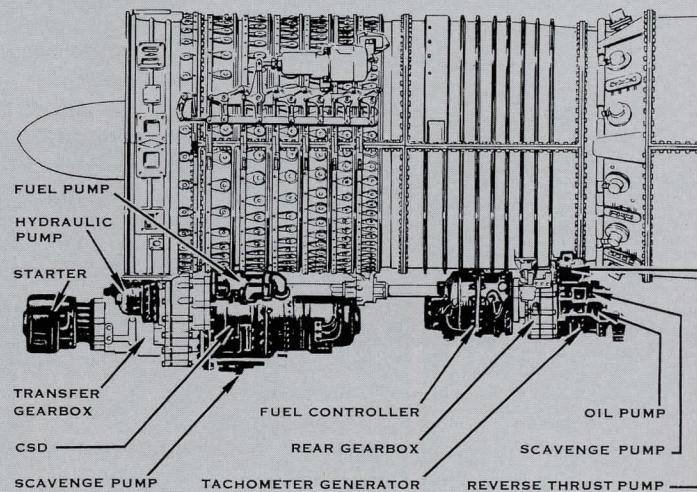 FUEL PUMP
HYDRAULIC
PUMP
STARTER
TRANSFER
GEARBOX
CSD
SCAVENGE PUMP
FUEL CONTROLLER
REAR GEARBOX
TACHOMETER GENERATOR
OIL PUMP
SCAVENGE PUMP
REVERSE THRUST PUMP